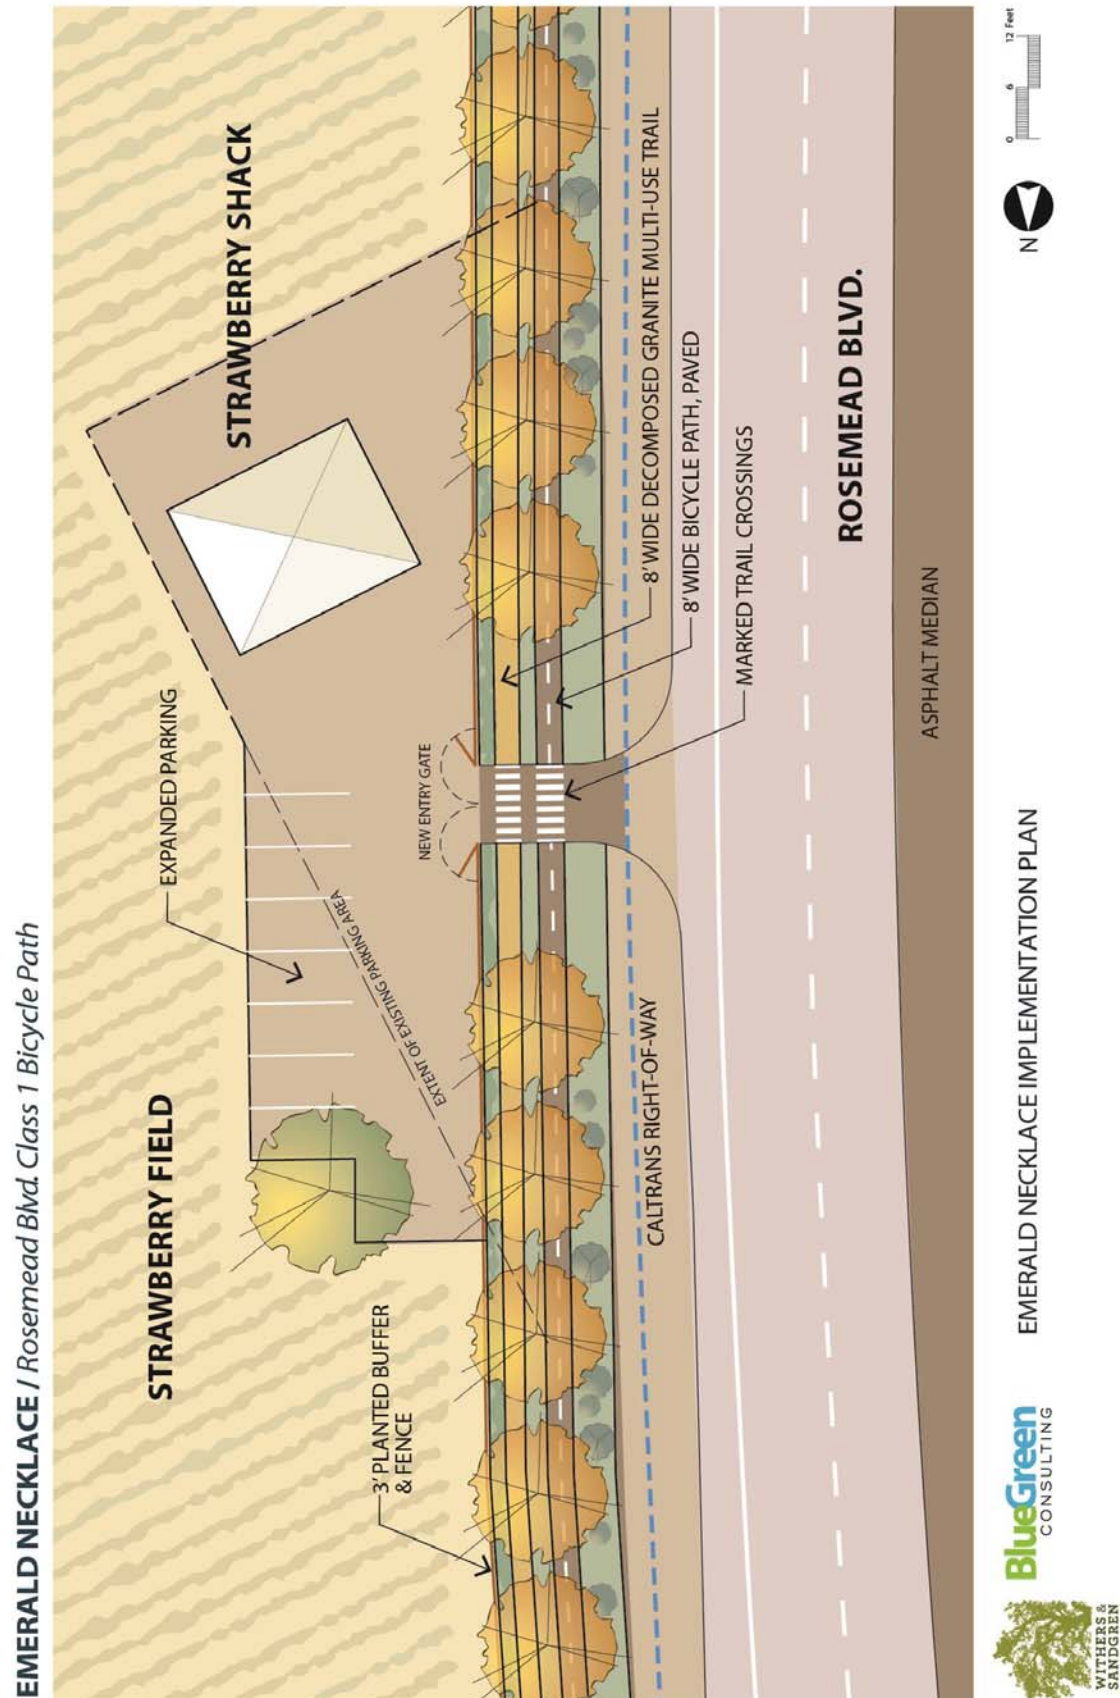 EMERALD NECKLACE / Rosemead Blvd. Class 1 Bicycle Path
STRAWBERRY FIELD
EXPANDED PARKING
STRAWBERRY SHACK
EXTENT OF EXISTING PARKING AREA
NEW ENTRY GATE
3' PLANTED BUFFER
& FENCE
CALTRANS RIGHT-OF-WAY
8' WIDE DECOMPOSED GRANITE MULTI-USE TRAIL
8' WIDE BICYCLE PATH, PAVED
MARKED TRAIL CROSSINGS
ROSEMEAD BLVD.
ASPHALT MEDIAN
WITHERS &
SANDGREN
BlueGreen
CONSULTING
EMERALD NECKLACE IMPLEMENTATION PLAN
N
0 6 12 Feet